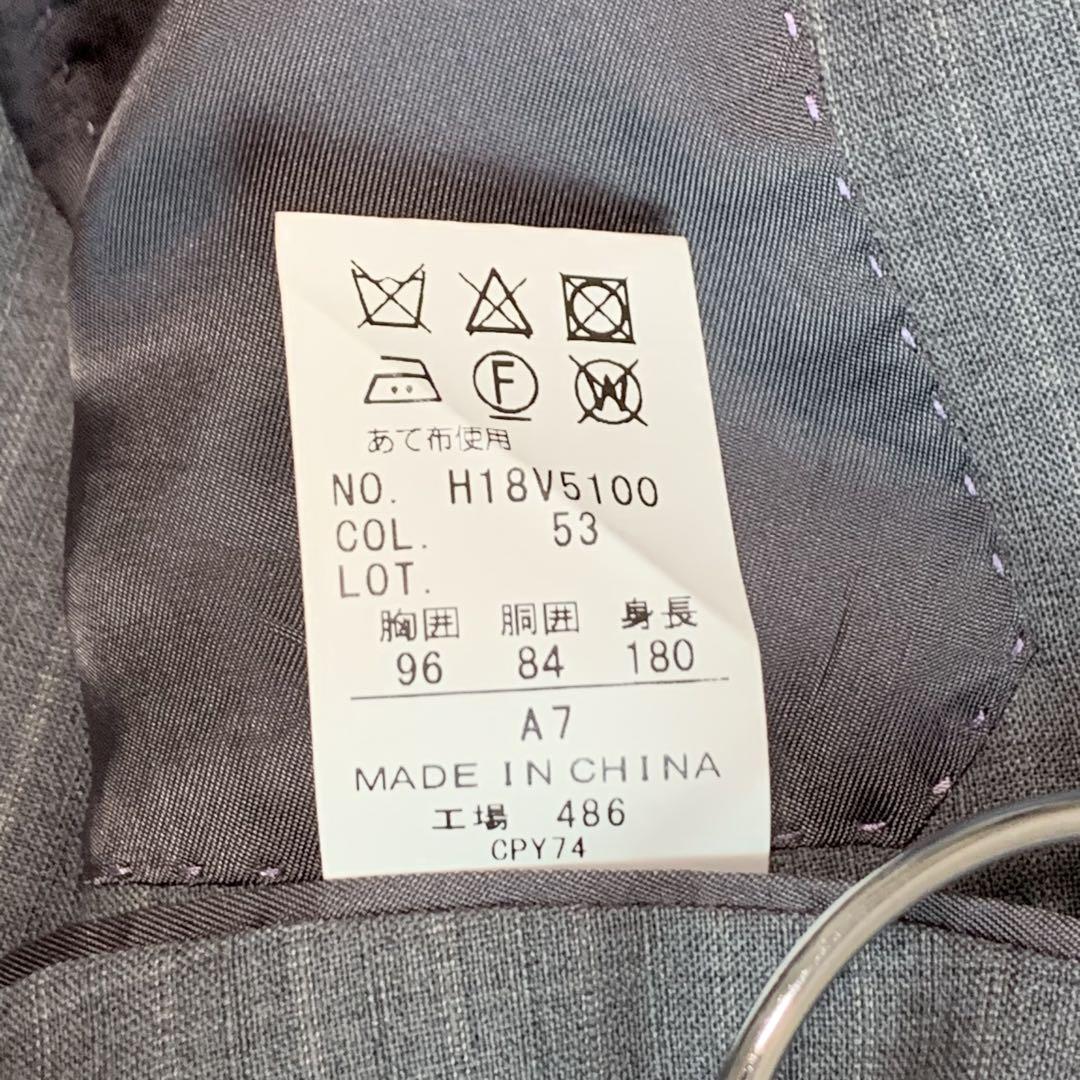 F W
あて布使用
NO. H18V5100
COL. 53
LOT.
胸囲 胴囲 身長
96 84 180
A7
MADE IN CHINA
工場 486
CPY74